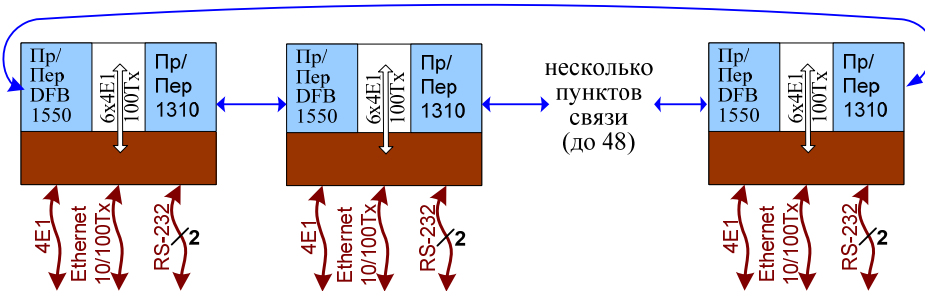 Пр/
Пер
DFB
1550
6x4E1
100Tx
Пр/
Пер
1310
4E1
Ethernet
10/100Tx
RS-232
2
Пр/
Пер
DFB
1550
6x4E1
100Tx
Пр/
Пер
1310
4E1
Ethernet
10/100Tx
RS-232
2
несколько
пунктов
связи
(до 48)
Пр/
Пер
DFB
1550
6x4E1
100Tx
Пр/
Пер
1310
4E1
Ethernet
10/100Tx
RS-232
2